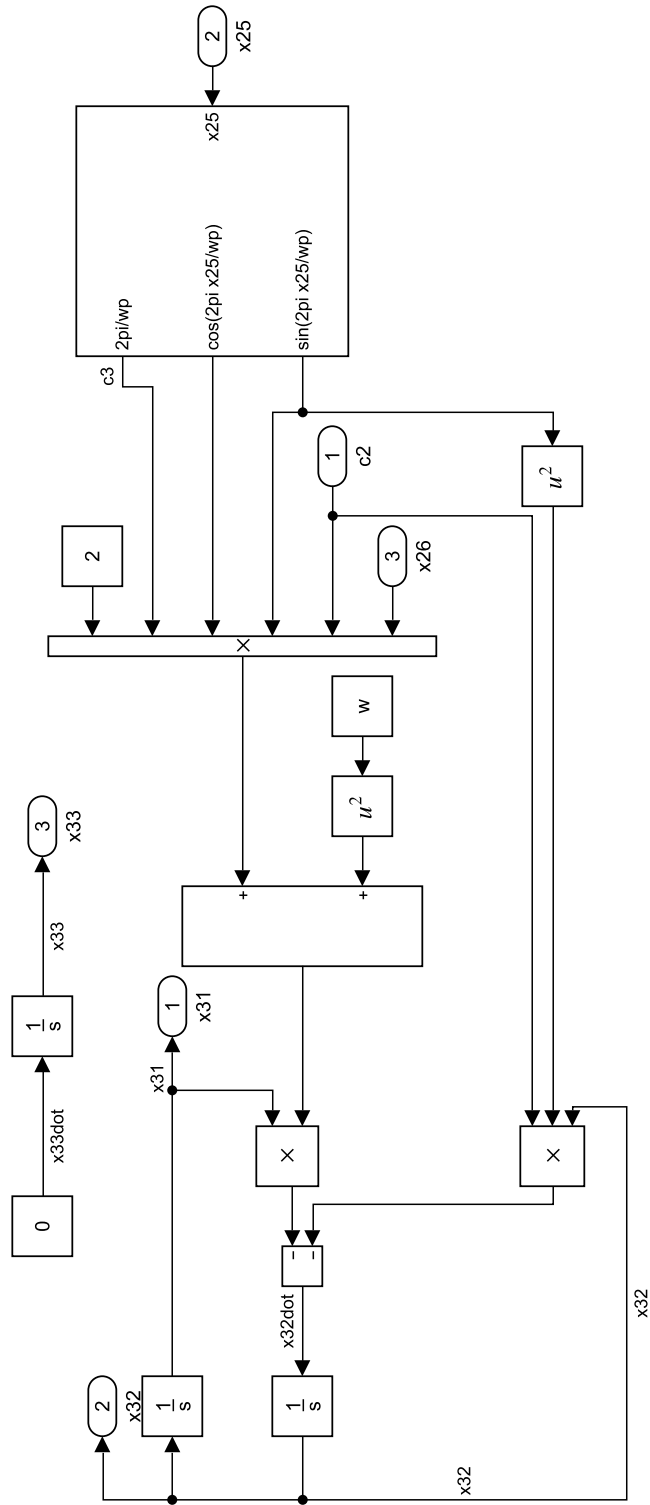 2
x25
x25
2pi/wp
cos(2pi x25/wp)
sin(2pi x25/wp)
c3
1
c2
u²
2
3
x26
×
w
u²
3
x33
x33
+
+
1
x31
1
s
x31
x33dot
×
×
0
−
−
x32dot
x32
2
x32
1
s
1
s
x32